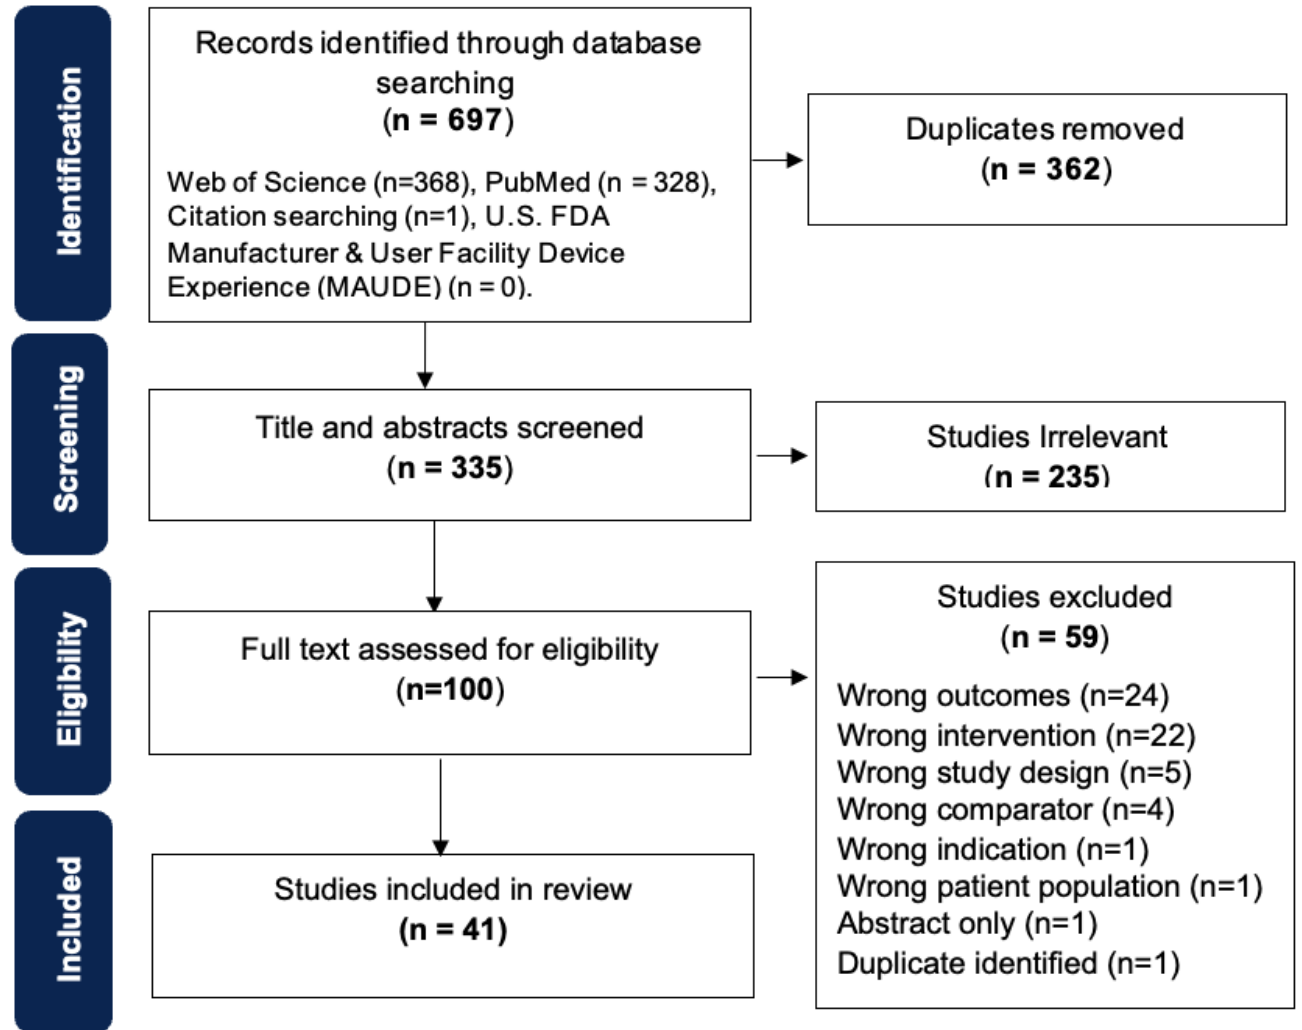 Identification
Records identified through database
searching
(n = 697)
Web of Science (n=368), PubMed (n = 328),
Citation searching (n=1), U.S. FDA
Manufacturer & User Facility Device
Experience (MAUDE) (n = 0).
Duplicates removed
(n = 362)
Screening
Title and abstracts screened
(n = 335)
Studies Irrelevant
(n = 235)
Eligibility
Full text assessed for eligibility
(n=100)
Studies excluded
(n = 59)
Wrong outcomes (n=24)
Wrong intervention (n=22)
Wrong study design (n=5)
Wrong comparator (n=4)
Wrong indication (n=1)
Wrong patient population (n=1)
Abstract only (n=1)
Duplicate identified (n=1)
Included
Studies included in review
(n = 41)